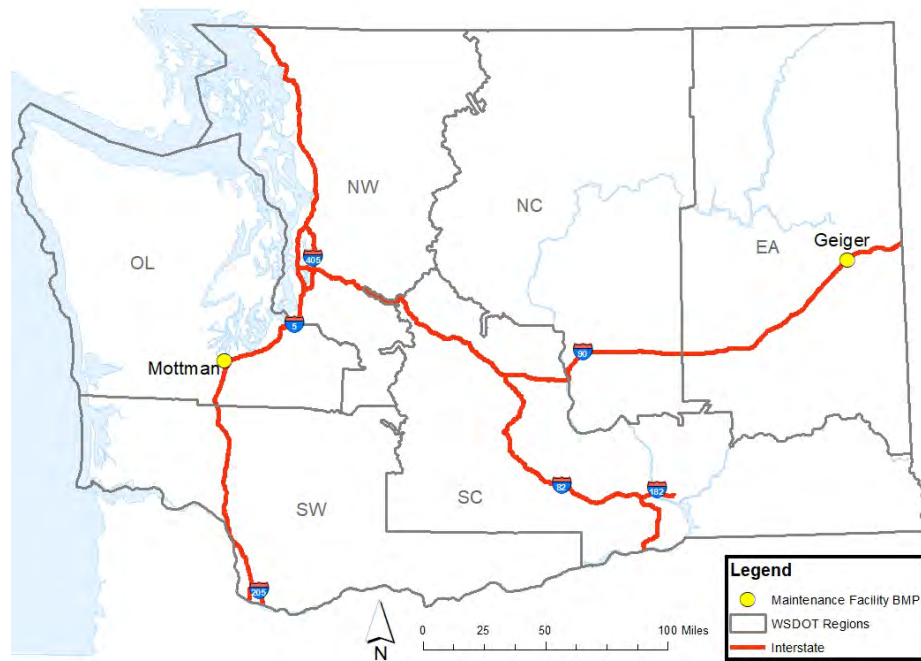 NW
NC
EA
Geiger
405
OL
5
90
Mottman
SW
SC
82
182
205
N
0 25 50 100 Miles
Legend
Maintenance Facility BMP
WSDOT Regions
Interstate